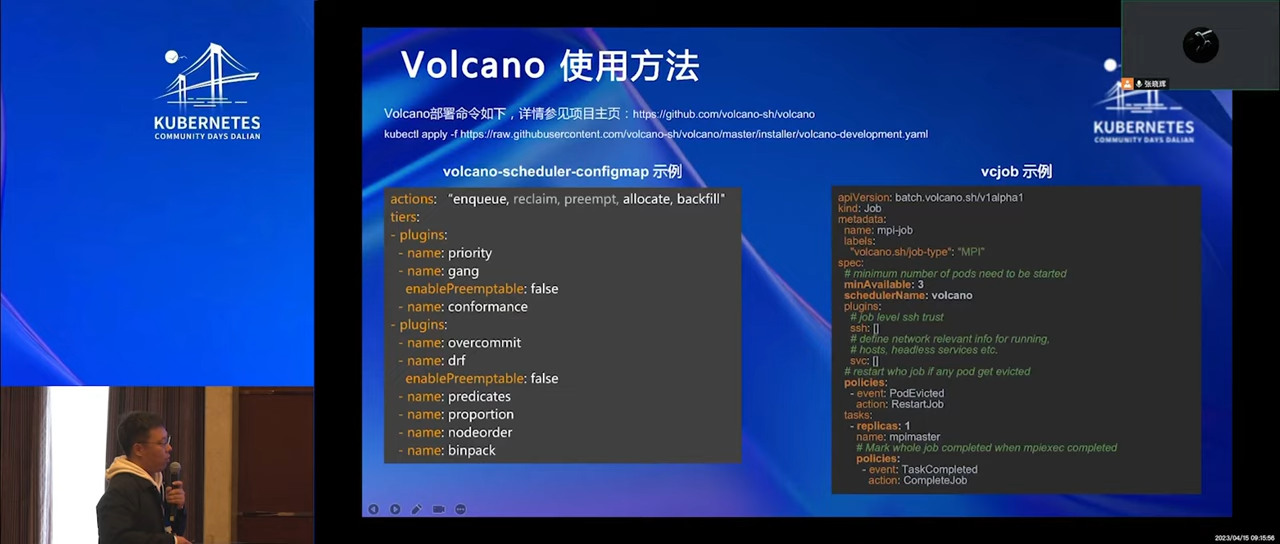 KUBERNETES
COMMUNITY DAYS DALIAN
Volcano 使用方法
Volcano部署命令如下，详情参见项目主页：https://github.com/volcano-sh/volcano
kubectl apply -f https://raw.githubusercontent.com/volcano-sh/volcano/master/installer/volcano-development.yaml
张晓辉
KUBERNETES
COMMUNITY DAYS DALIAN
volcano-scheduler-configmap 示例
actions: “enqueue, reclaim, preempt, allocate, backfill"
tiers:
- plugins:
- name: priority
- name: gang
enablePreemptable: false
- name: conformance
- plugins:
- name: overcommit
- name: drf
enablePreemptable: false
- name: predicates
- name: proportion
- name: nodeorder
- name: binpack
vcjob 示例
apiVersion: batch.volcano.sh/v1alpha1
kind: Job
metadata:
name: mpi-job
labels:
"volcano.sh/job-type": "MPI"
spec:
# minimum number of pods need to be started
minAvailable: 3
schedulerName: volcano
plugins:
# job level ssh trust
ssh: []
# define network relevant info for running,
# hosts, headless services etc.
svc: []
# restart who job if any pod get evicted
policies:
- event: PodEvicted
action: RestartJob
tasks:
- replicas: 1
name: mpimaster
# Mark whole job completed when mpiexec completed
policies:
- event: TaskCompleted
action: CompleteJob
2023/04/15 09:15:56